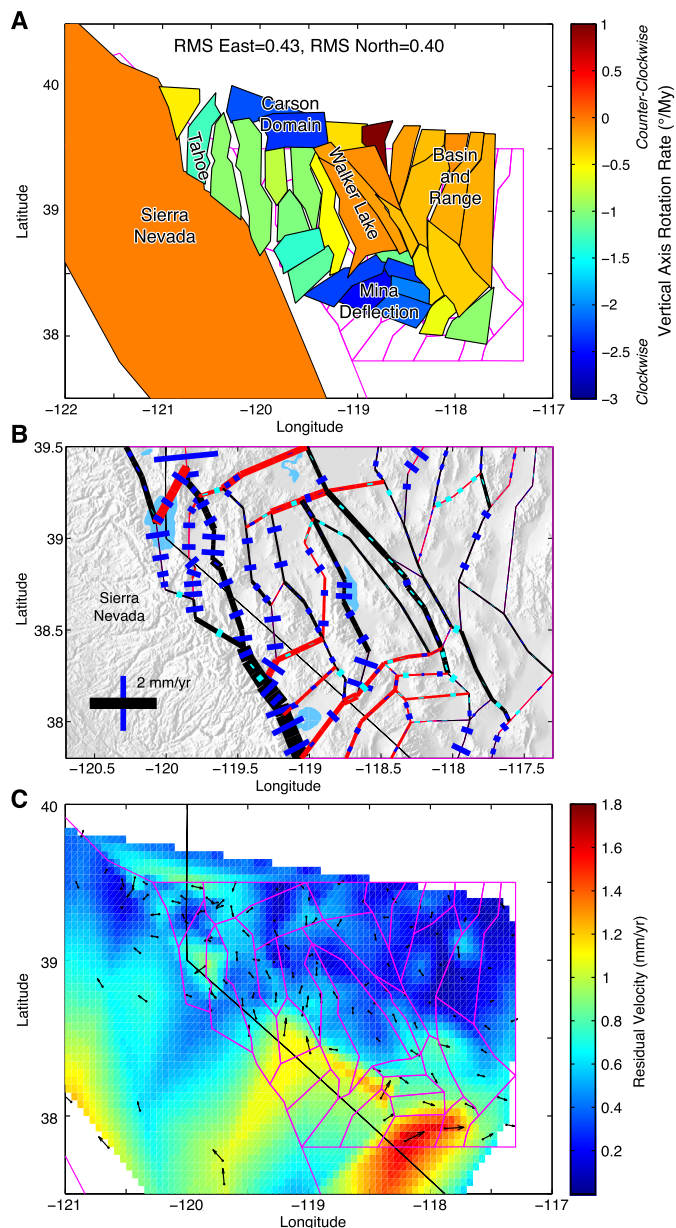 A
RMS East=0.43, RMS North=0.40
Carson
Domain
Tahoe
Walker Lake
Basin
and
Range
Sierra
Nevada
Mina
Deflection
40
39
38
Latitude
−122
−121
−120
−119
−118
−117
Longitude
1
0.5
0
−0.5
−1
−1.5
−2
−2.5
−3
Counter-Clockwise
Clockwise
Vertical Axis Rotation Rate (°/My)
B
39.5
39
38.5
38
Latitude
Sierra
Nevada
2 mm/yr
−120.5
−120
−119.5
−119
−118.5
−118
−117.5
Longitude
C
40
39
38
Latitude
−121
−120
−119
−118
−117
Longitude
1.8
1.6
1.4
1.2
1
0.8
0.6
0.4
0.2
Residual Velocity (mm/yr)